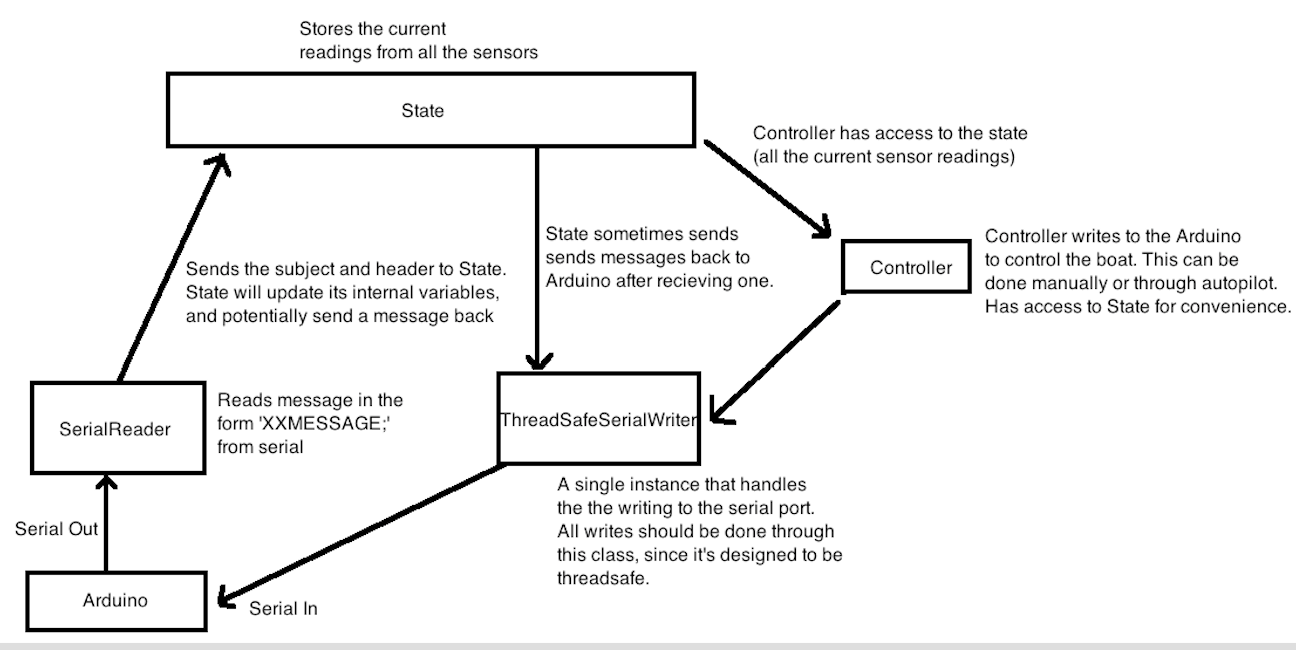 Stores the current
readings from all the sensors
State
Controller has access to the state
(all the current sensor readings)
State sometimes sends
sends messages back to
Arduino after recieving one.
Controller
Controller writes to the Arduino
to control the boat. This can be
done manually or through autopilot.
Has access to State for convenience.
Sends the subject and header to State.
State will update its internal variables,
and potentially send a message back
SerialReader
Reads message in the
form 'XXMESSAGE;'
from serial
ThreadSafeSerialWriter
A single instance that handles
the the writing to the serial port.
All writes should be done through
this class, since it's designed to be
threadsafe.
Serial Out
Arduino
Serial In